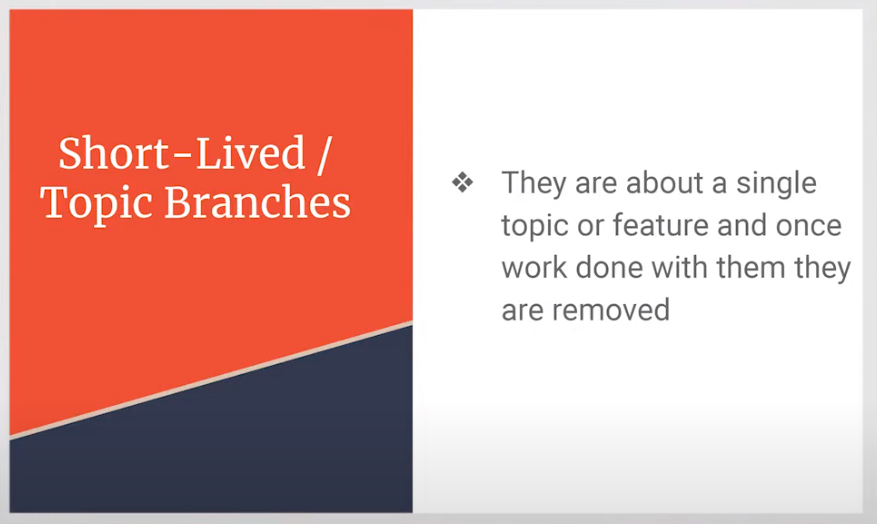 Short-Lived /
Topic Branches
❖ They are about a single
topic or feature and once
work done with them they
are removed